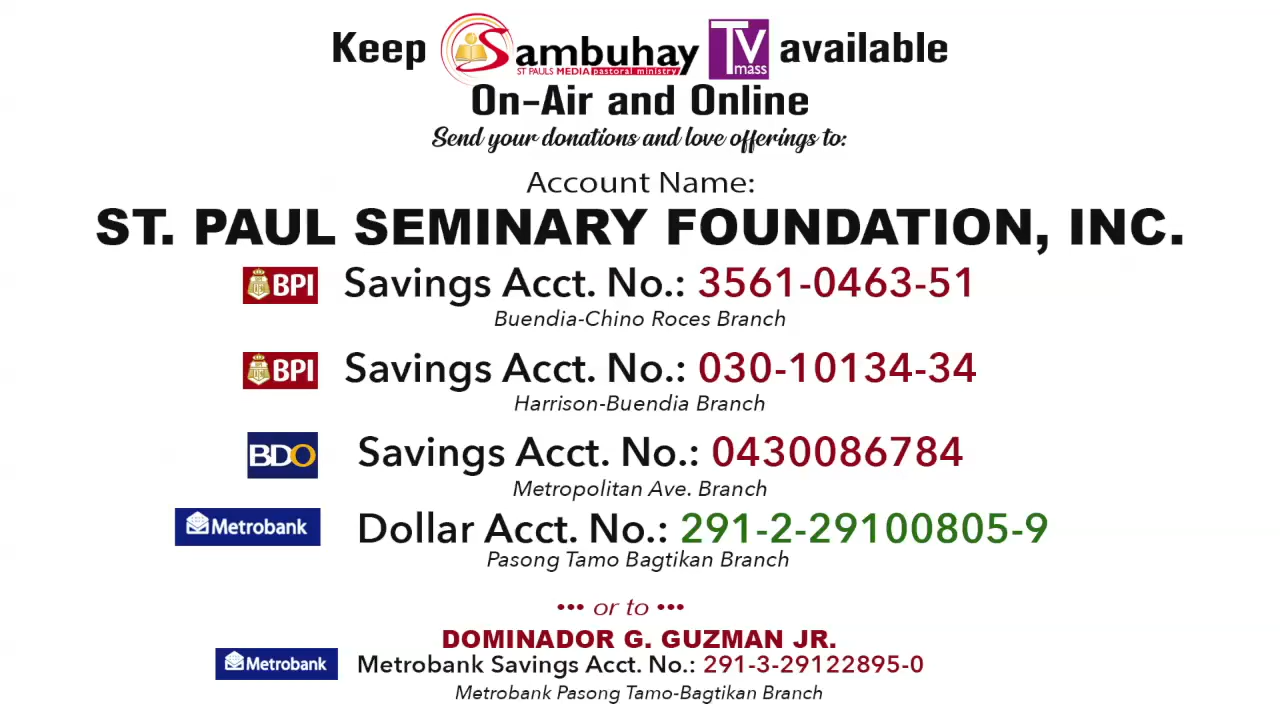 Keep Sambuhay TV mass available
ST PAULS MEDIA pastoral ministry
On-Air and Online
Send your donations and love offerings to:
Account Name:
ST. PAUL SEMINARY FOUNDATION, INC.
BPI Savings Acct. No.: 3561-0463-51
Buendia-Chino Roces Branch
BPI Savings Acct. No.: 030-10134-34
Harrison-Buendia Branch
BDO Savings Acct. No.: 0430086784
Metropolitan Ave. Branch
Metrobank Dollar Acct. No.: 291-2-29100805-9
Pasong Tamo Bagtikan Branch
••• or to •••
DOMINADOR G. GUZMAN JR.
Metrobank Metrobank Savings Acct. No.: 291-3-29122895-0
Metrobank Pasong Tamo-Bagtikan Branch